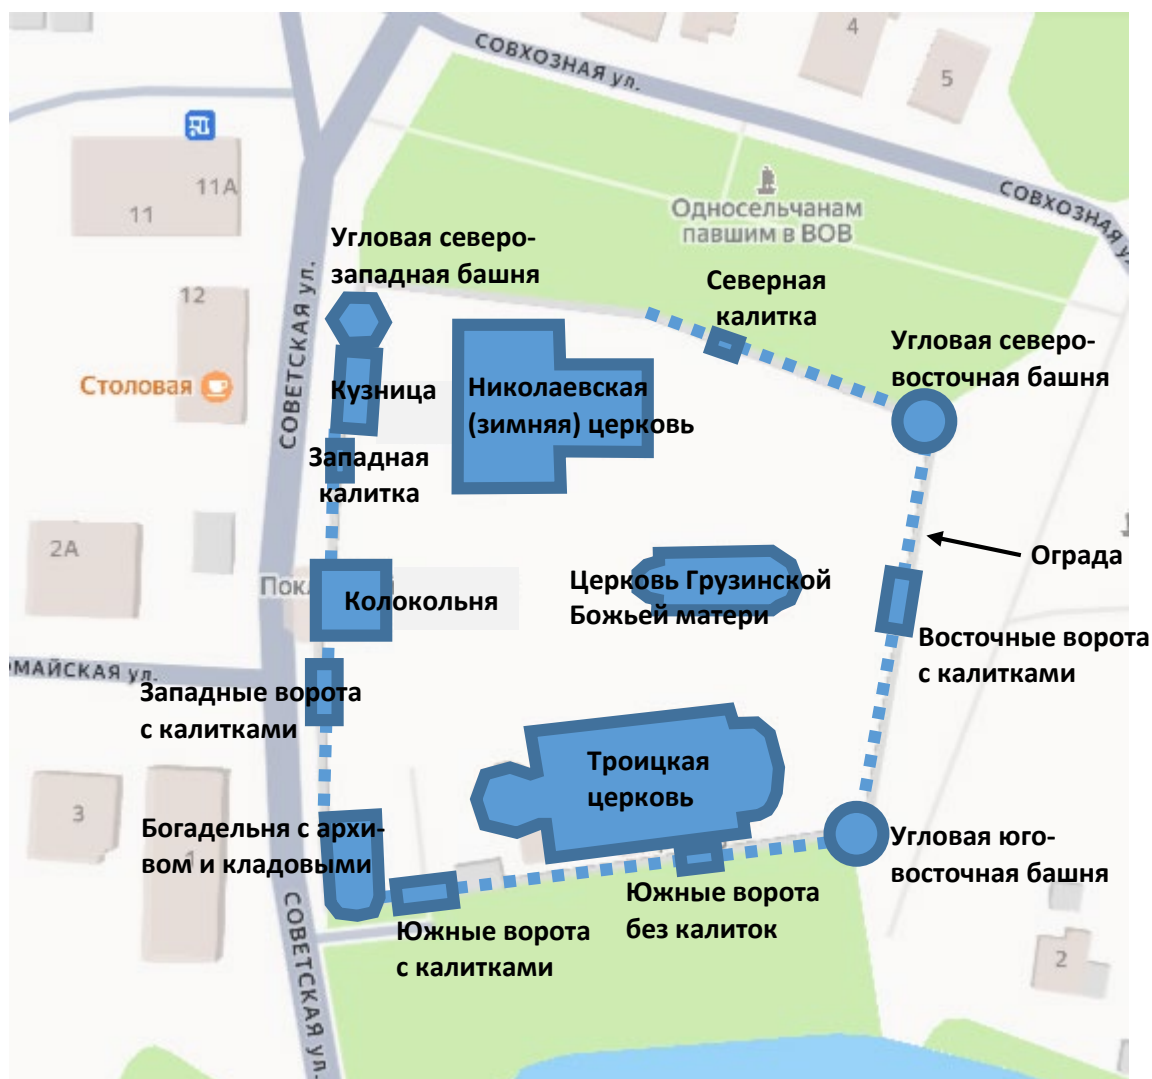 СОВХОЗНАЯ ул.
4
5
11А
11
Односельчанам
павшим в ВОВ
СОВХОЗНАЯ у
Угловая северо-
западная башня
Северная
калитка
12
СОВЕТСКАЯ ул.
Столовая
Кузница
Николаевская
(зимняя) церковь
Угловая северо-
восточная башня
Западная
калитка
2А
Ограда
Пок
Колокольня
Церковь Грузинской
Божьей матери
Восточные ворота
с калитками
ОМАЙСКАЯ ул.
Западные ворота
с калитками
Троицкая
церковь
3
Богадельня с архи-
вом и кладовыми
Угловая юго-
восточная башня
Южные ворота
без калиток
Южные ворота
с калитками
СОВЕТСКАЯ ул.
2